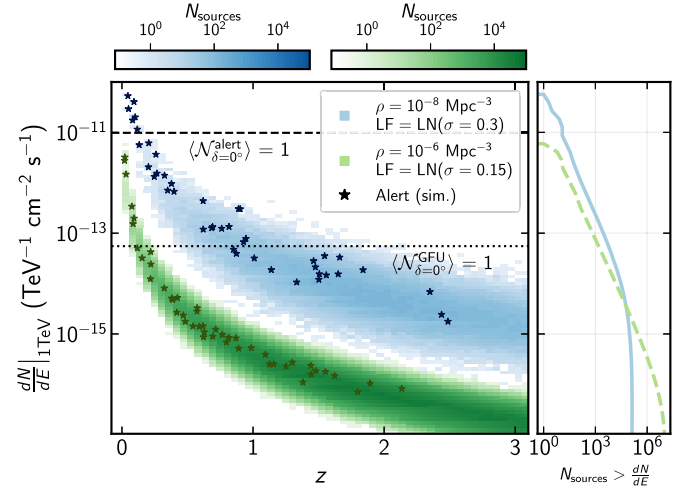 N_sources
10^0 10^2 10^4
10^0 10^2 10^4
dN/dE|_1TeV (TeV^−1 cm^−2 s^−1)
10^−11
10^−13
10^−15
ρ = 10^−8 Mpc^−3
LF = LN(σ = 0.3)
ρ = 10^−6 Mpc^−3
LF = LN(σ = 0.15)
Alert (sim.)
⟨𝒩^alert_δ=0°⟩ = 1
⟨𝒩^GFU_δ=0°⟩ = 1
0 1 2 3
z
10^0 10^3 10^6
N_sources > dN/dE